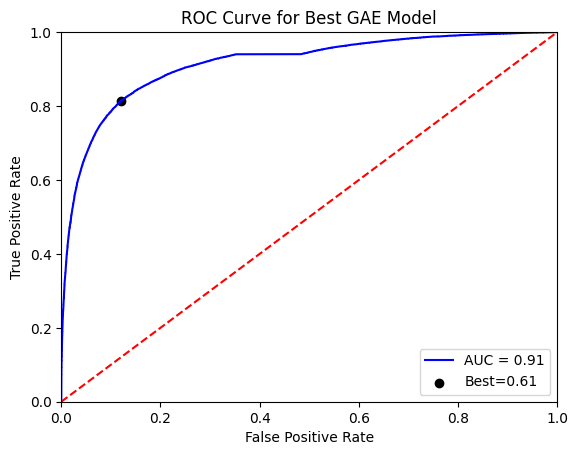 ROC Curve for Best GAE Model
True Positive Rate
1.0
0.8
0.6
0.4
0.2
0.0
0.0 0.2 0.4 0.6 0.8 1.0
False Positive Rate
AUC = 0.91
Best=0.61